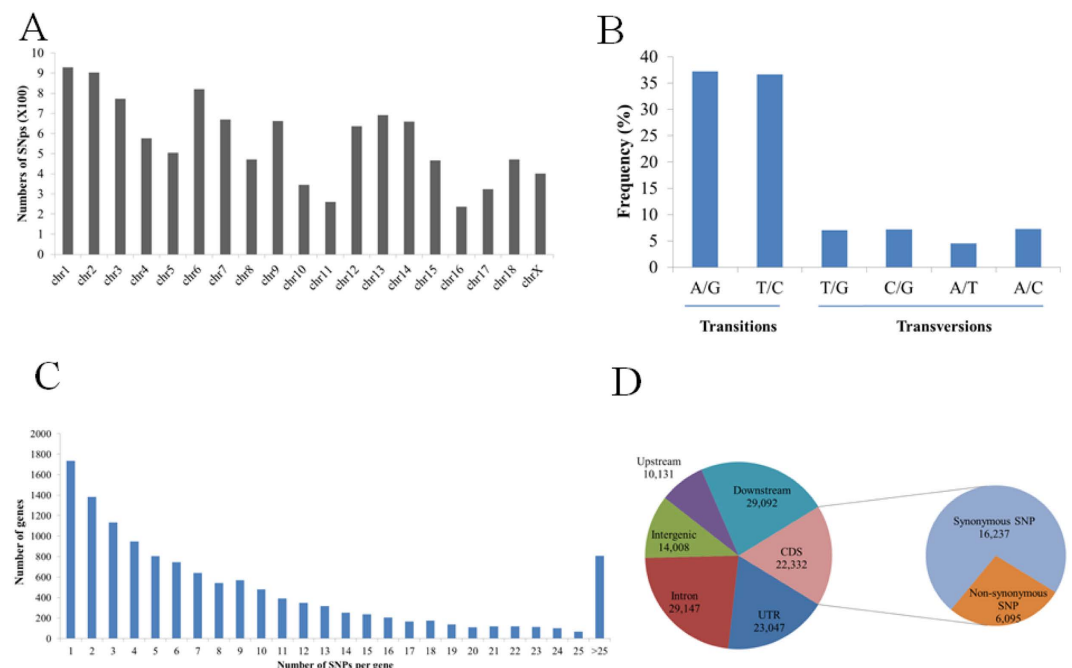 A
Numbers of SNps (X100)
10
9
8
7
6
5
4
3
2
1
0
chr1 chr2 chr3 chr4 chr5 chr6 chr7 chr8 chr9 chr10 chr11 chr12 chr13 chr14 chr15 chr16 chr17 chr18 chrX
B
Frequency (%)
40
35
30
25
20
15
10
5
0
A/G T/C T/G C/G A/T A/C
Transitions Transversions
C
Number of genes
2000
1800
1600
1400
1200
1000
800
600
400
200
0
1 2 3 4 5 6 7 8 9 10 11 12 13 14 15 16 17 18 19 20 21 22 23 24 25 >25
Number of SNPs per gene
D
Upstream
10,131
Downstream
29,092
Intergenic
14,008
CDS
22,332
Intron
29,147
UTR
23,047
Synonymous SNP
16,237
Non-synonymous
SNP
6,095